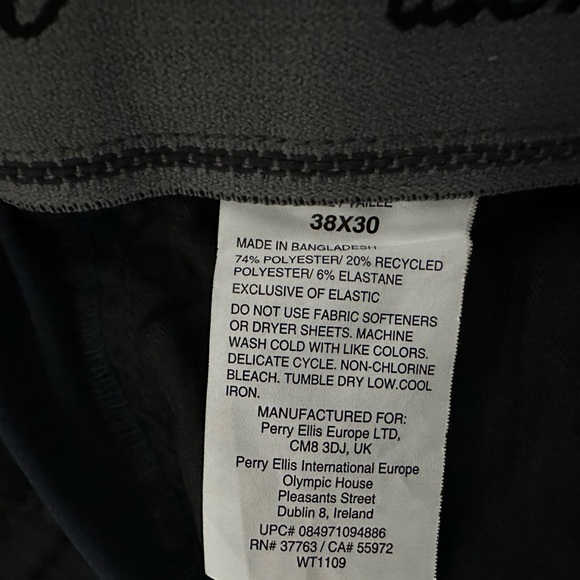 TAILLE
38X30
MADE IN BANGLADESH
74% POLYESTER/ 20% RECYCLED
POLYESTER/ 6% ELASTANE
EXCLUSIVE OF ELASTIC
DO NOT USE FABRIC SOFTENERS
OR DRYER SHEETS. MACHINE
WASH COLD WITH LIKE COLORS.
DELICATE CYCLE. NON-CHLORINE
BLEACH. TUMBLE DRY LOW.COOL
IRON.
MANUFACTURED FOR:
Perry Ellis Europe LTD,
CM8 3DJ, UK
Perry Ellis International Europe
Olympic House
Pleasants Street
Dublin 8, Ireland
UPC# 084971094886
RN# 37763 / CA# 55972
WT1109